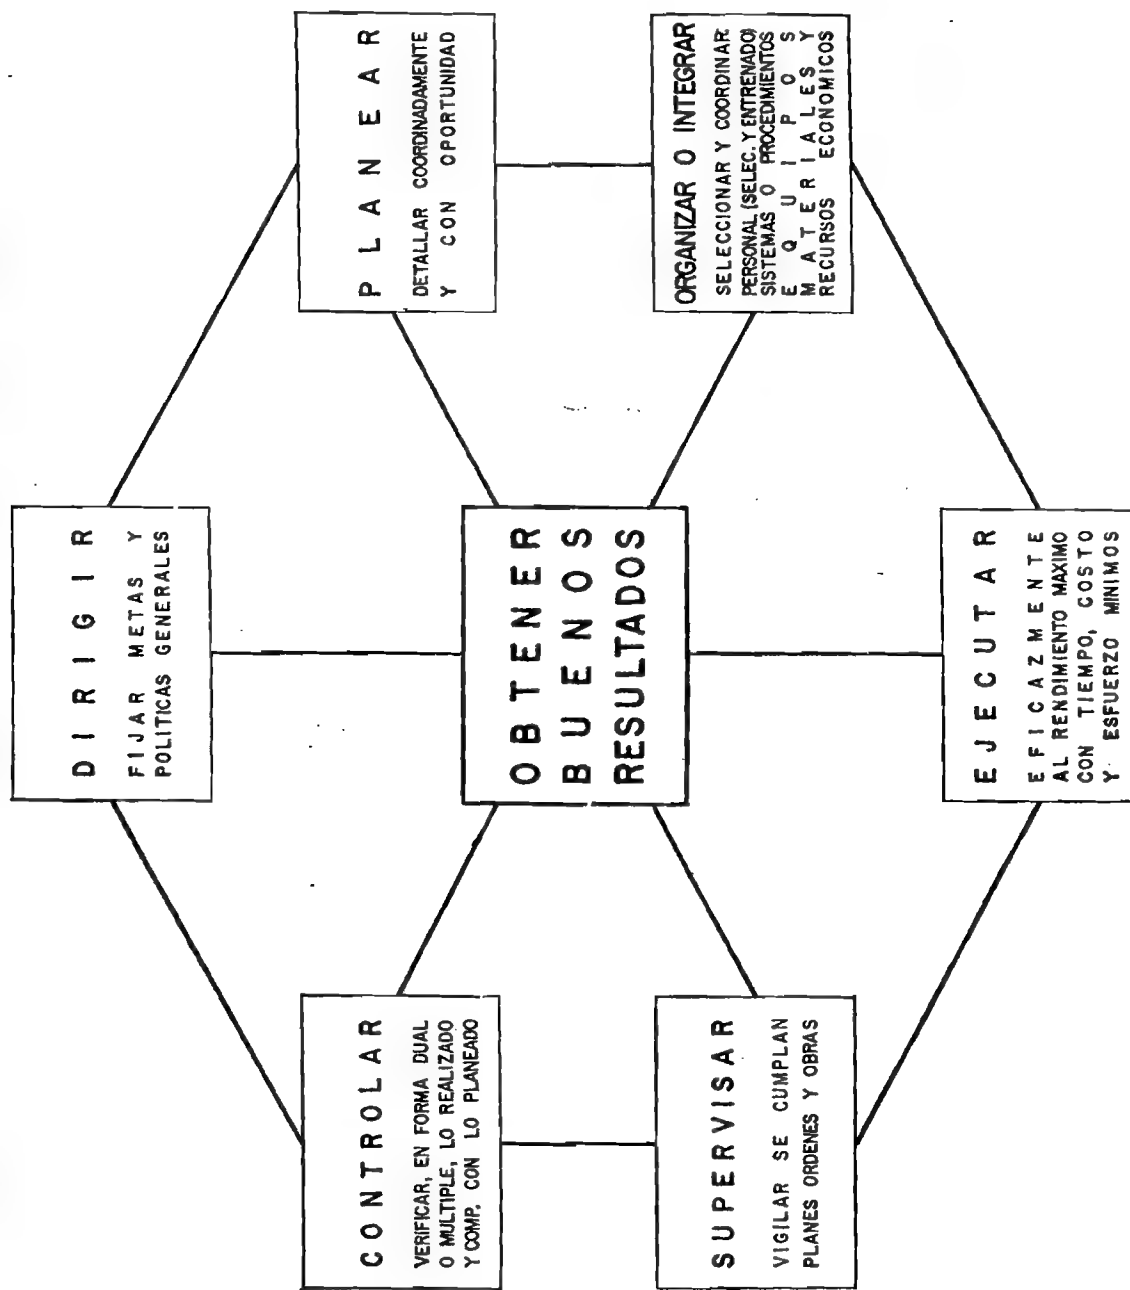 DIRIGIR
FIJAR METAS Y
POLITICAS GENERALES
CONTROLAR
VERIFICAR, EN FORMA DUAL
O MULTIPLE, LO REALIZADO
Y COMP. CON LO PLANEADO
PLANEAR
DETALLAR COORDINADAMENTE
Y CON OPORTUNIDAD
OBTENER
BUENOS
RESULTADOS
SUPERVISAR
VIGILAR SE CUMPLAN
PLANES ORDENES Y OBRAS
ORGANIZAR O INTEGRAR
SELECCIONAR Y COORDINAR:
PERSONAL (SELEC. Y ENTRENADO)
SISTEMAS O PROCEDIMIENTOS
EQUIPOS
MATERIALES Y
RECURSOS ECONOMICOS
EJECUTAR
EFICAZMENTE
AL RENDIMIENTO MAXIMO
CON TIEMPO, COSTO
Y ESFUERZO MINIMOS